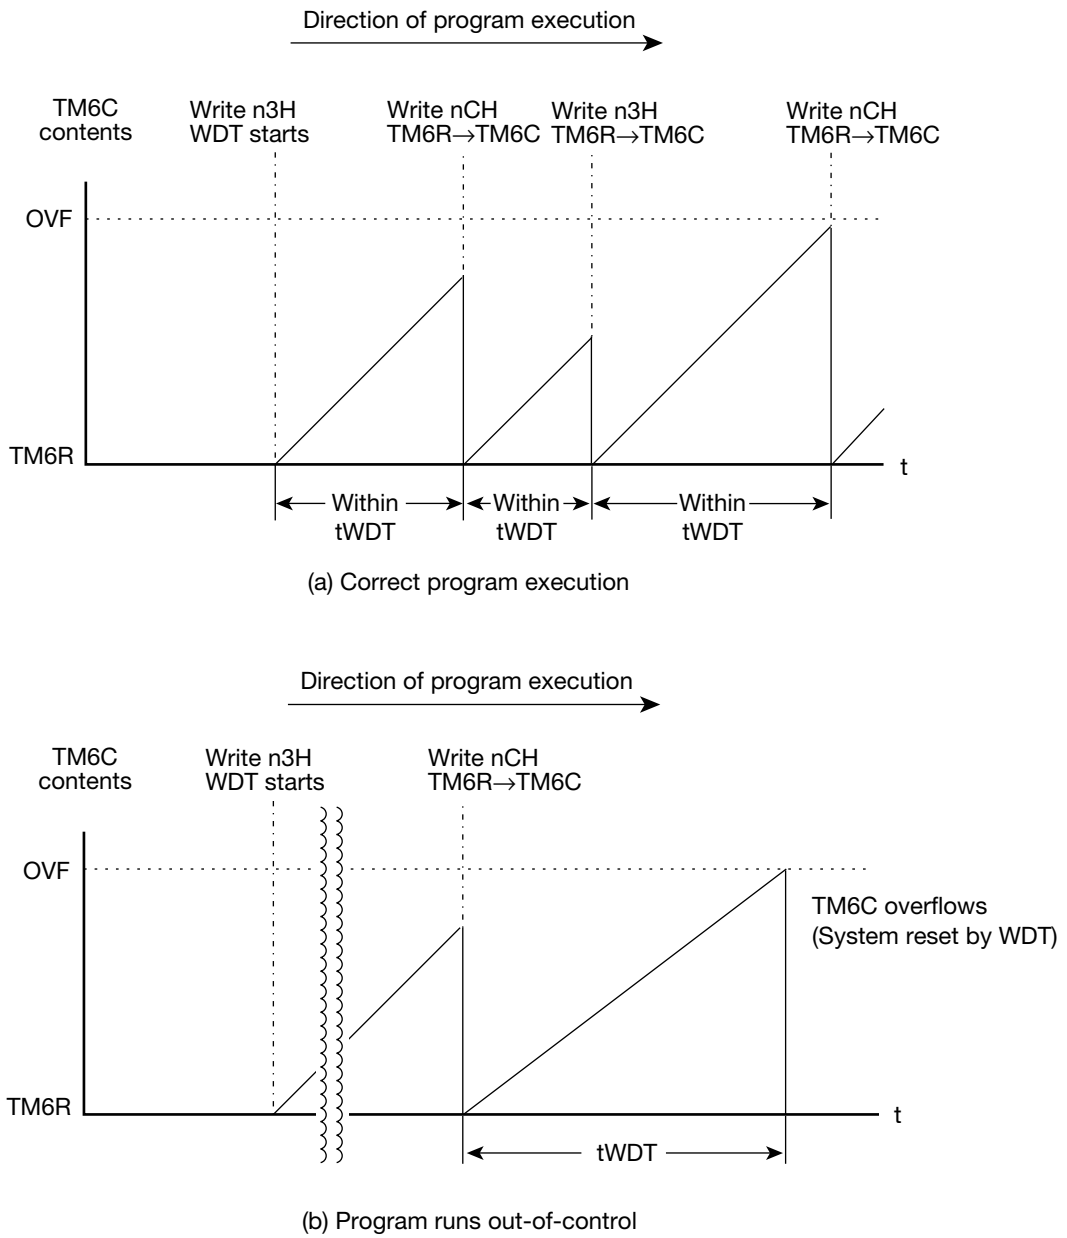 Direction of program execution
TM6C contents
Write n3H
WDT starts
Write nCH
TM6R→TM6C
Write n3H
TM6R→TM6C
Write nCH
TM6R→TM6C
OVF
TM6R
t
Within tWDT
Within tWDT
Within tWDT
(a) Correct program execution
Direction of program execution
TM6C contents
Write n3H
WDT starts
Write nCH
TM6R→TM6C
OVF
TM6C overflows
(System reset by WDT)
TM6R
t
tWDT
(b) Program runs out-of-control